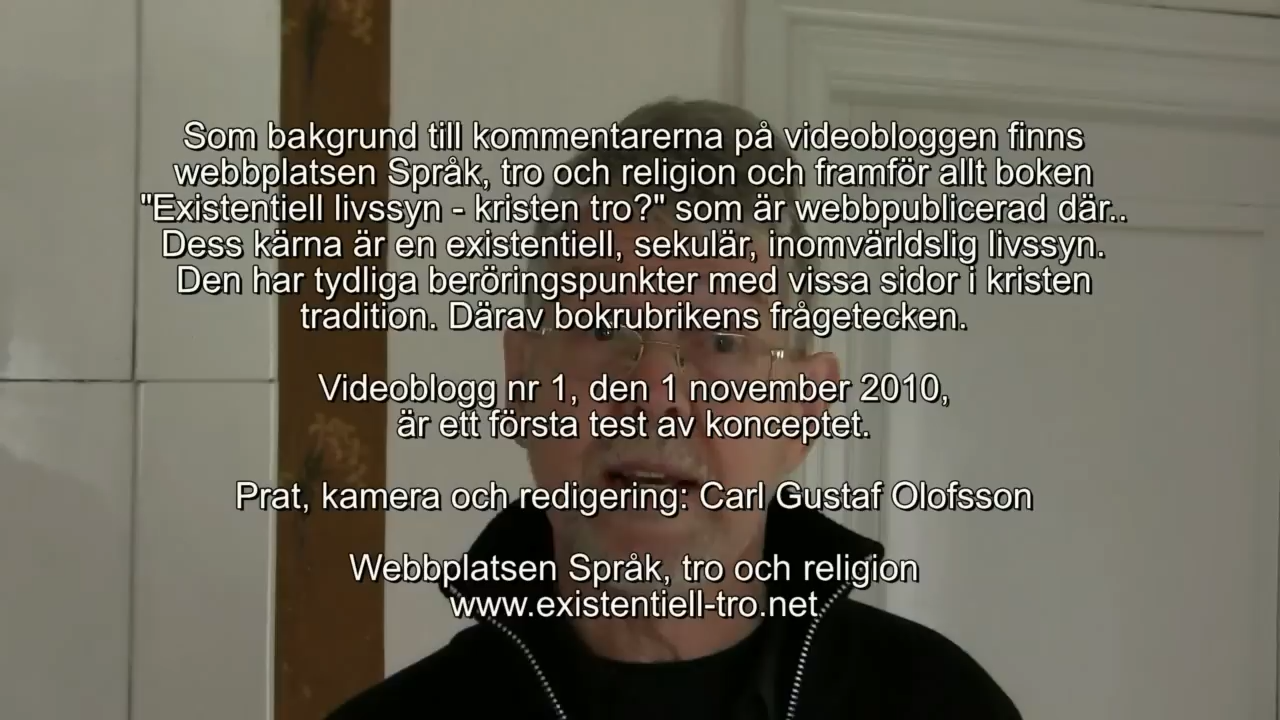 Som bakgrund till kommentarerna på videobloggen finns
webbplatsen Språk, tro och religion och framför allt boken
"Existentiell livssyn - kristen tro?" som är webbpublicerad där..
Dess kärna är en existentiell, sekulär, inomvärldslig livssyn.
Den har tydliga beröringspunkter med vissa sidor i kristen
tradition. Därav bokrubrikens frågetecken.
Videoblogg nr 1, den 1 november 2010,
är ett första test av konceptet.
Prat, kamera och redigering: Carl Gustaf Olofsson
Webbplatsen Språk, tro och religion
www.existentiell-tro.net